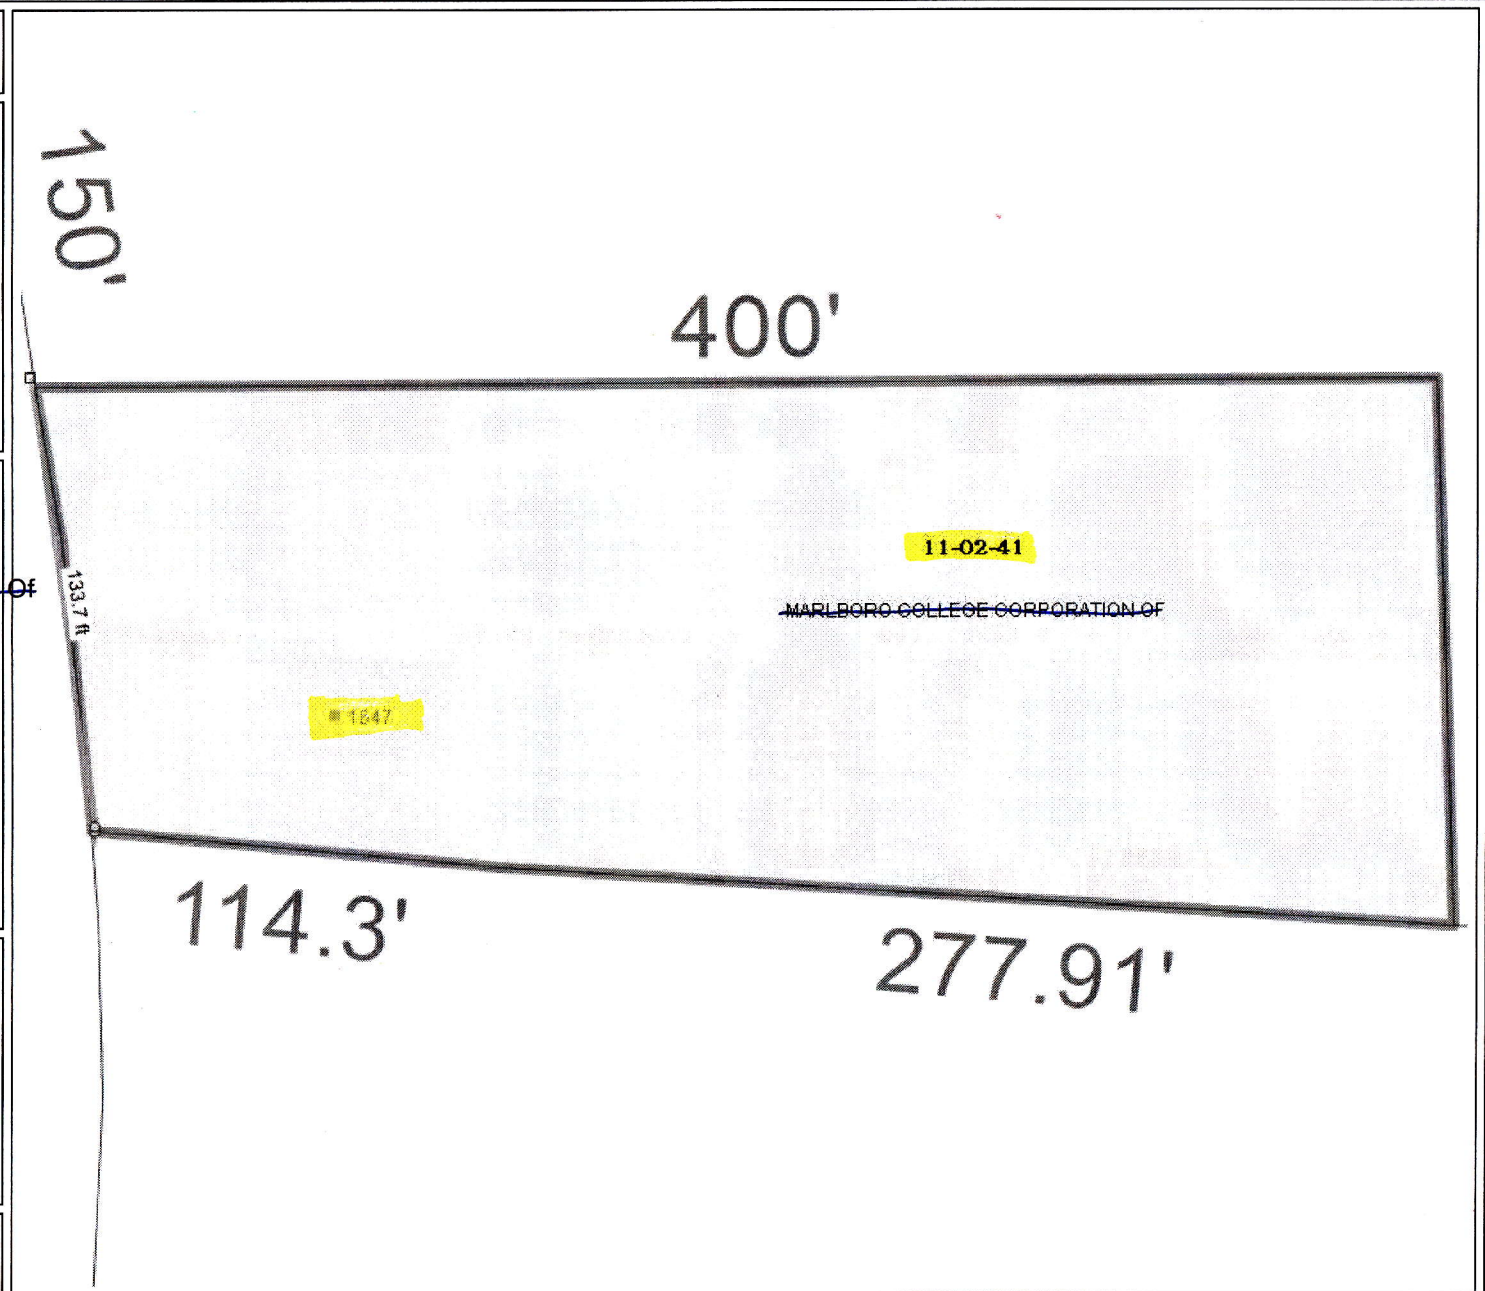 150'
400'
11-02-41
Of
133.7 ft
MARLBORO COLLEGE CORPORATION OF
1547
114.3'
277.91'